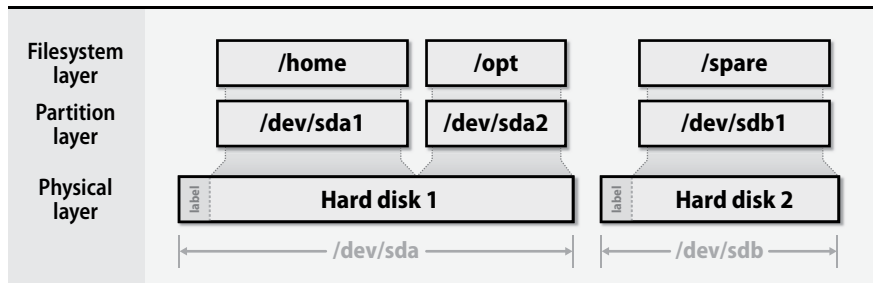 Filesystem
layer
/home
/opt
/spare
Partition
layer
/dev/sda1
/dev/sda2
/dev/sdb1
Physical
layer
label
Hard disk 1
label
Hard disk 2
/dev/sda
/dev/sdb